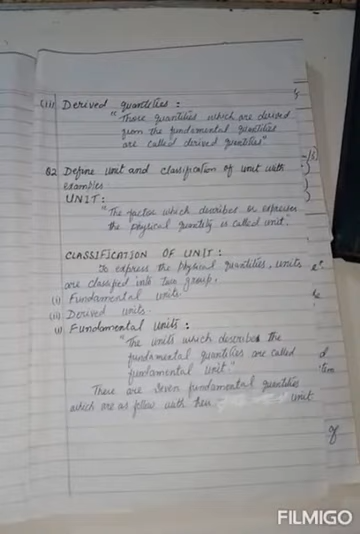 (iii) Derived quantities :
"Those quantities which are derived
from the fundamental quantities
are called derived quantities"
Q2 Define unit and classification of unit with
examples
UNIT:
"The factor which describes or expresses
the physical quantity is called unit."
CLASSIFICATION OF UNIT:
To express the physical quantities, units
are classified into two group.
(i) Fundamental units
(ii) Derived units.
(i) Fundamental units :
"The units which describes the
fundamental quantities are called
fundamental unit."
There are seven fundamental quantities
which are as follow with their unit
FILMIGO